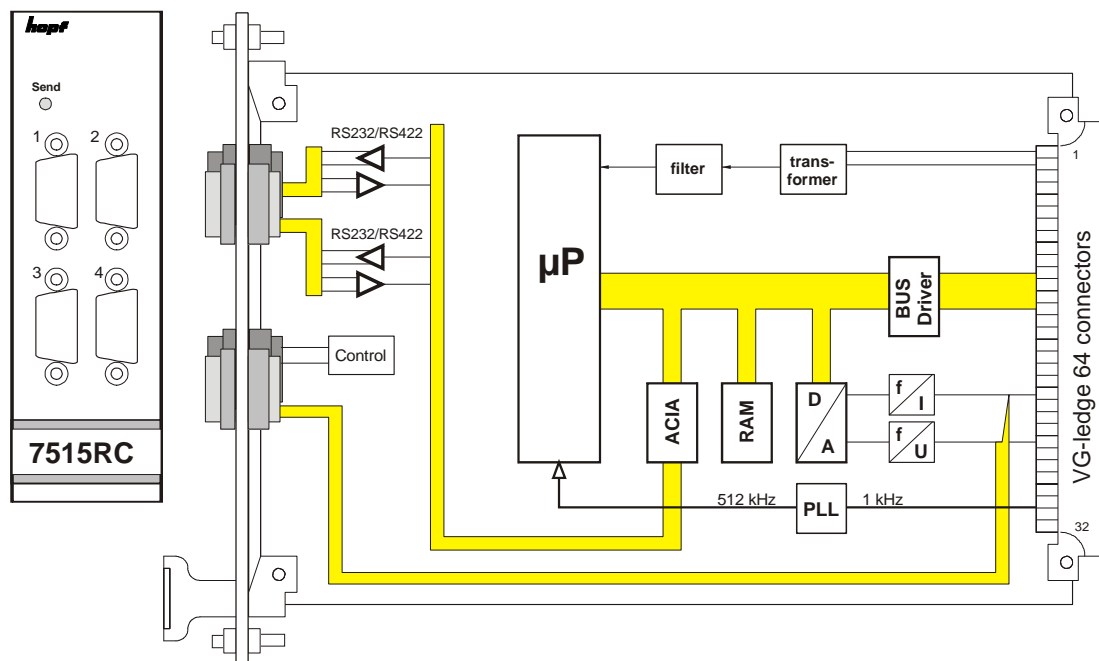 hopf
Send
1
2
3
4
7515RC
RS232/RS422
RS232/RS422
Control
µP
filter
trans-
former
BUS
Driver
ACIA
RAM
D
A
f
I
f
U
512 kHz
PLL
1 kHz
1
32
VG-ledge 64 connectors